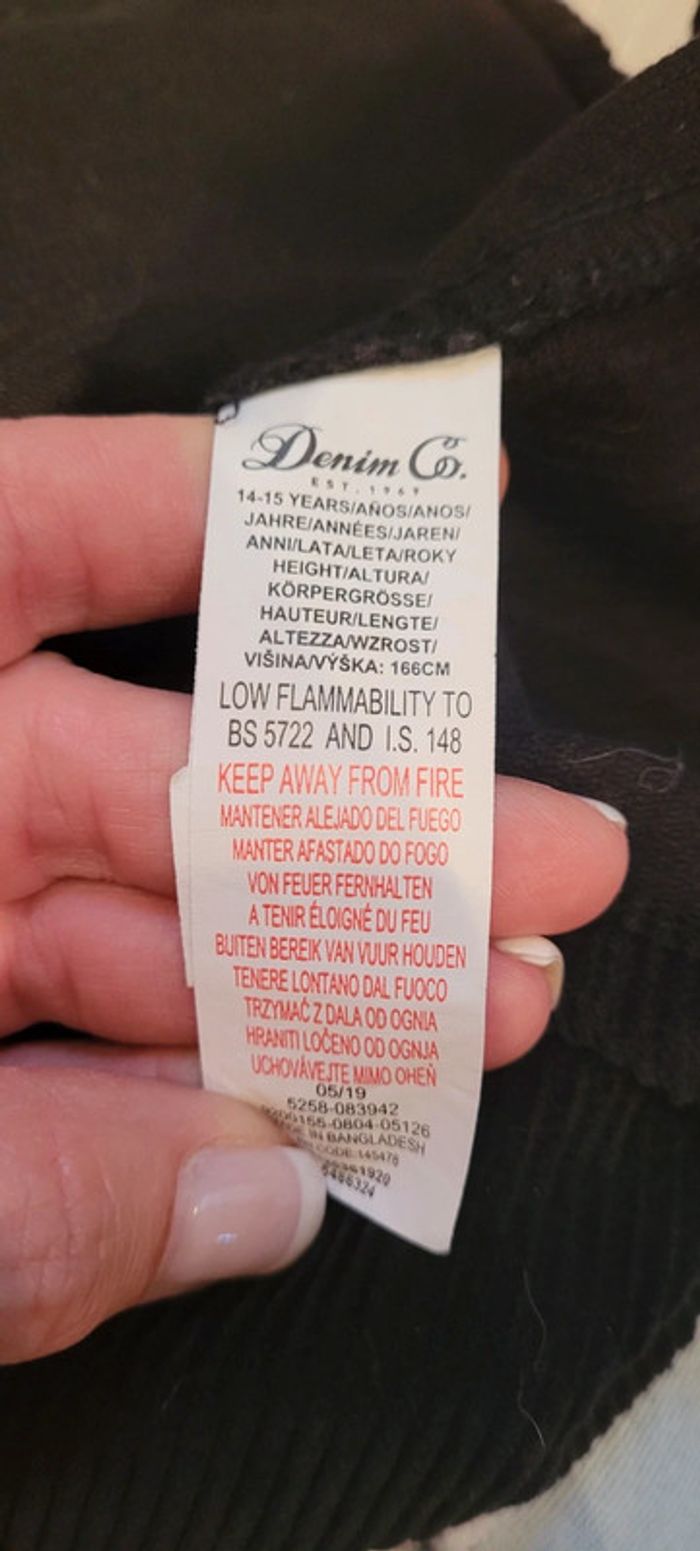 Denim Co.
EST. 1969
14-15 YEARS/AÑOS/ANOS/
JAHRE/ANNÉES/JAREN/
ANNI/LATA/LETA/ROKY
HEIGHT/ALTURA/
KÖRPERGRÖSSE/
HAUTEUR/LENGTE/
ALTEZZA/WZROST/
VIŠINA/VÝŠKA: 166CM
LOW FLAMMABILITY TO
BS 5722 AND I.S. 148
KEEP AWAY FROM FIRE
MANTENER ALEJADO DEL FUEGO
MANTER AFASTADO DO FOGO
VON FEUER FERNHALTEN
A TENIR ÉLOIGNÉ DU FEU
BUITEN BEREIK VAN VUUR HOUDEN
TENERE LONTANO DAL FUOCO
TRZYMAĆ Z DALA OD OGNIA
HRANITI LOČENO OD OGNJA
UCHOVÁVEJTE MIMO OHEŇ
05/19
5258-083942
IN BANGLADESH
CODE: 145478